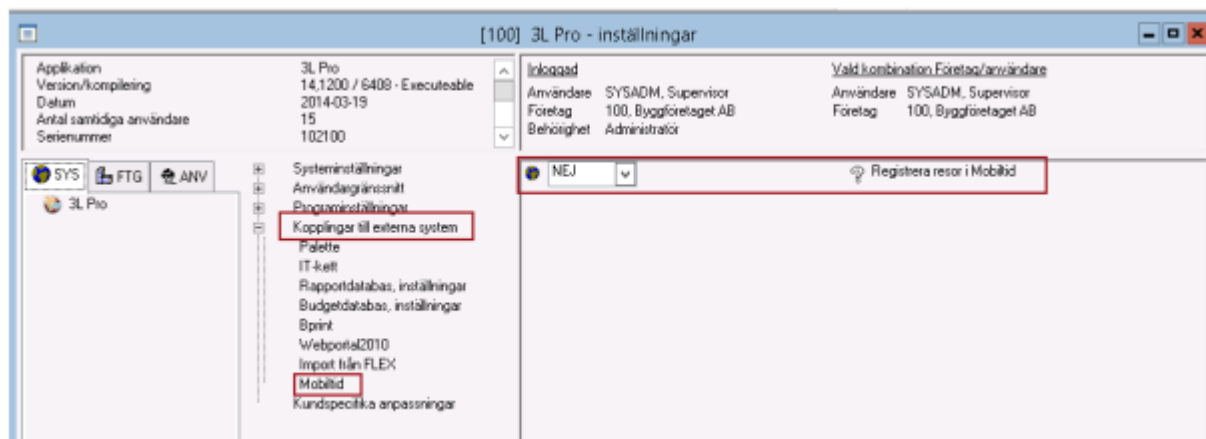 [100] 3L Pro - inställningar
Applikation 3L Pro
Version/kompilering 14,1200 / 6408 - Executeable
Datum 2014-03-19
Antal samtidiga användare 15
Serienummer 102100
Inloggad
Användare SYSADM, Supervisor
Företag 100, Byggföretaget AB
Behörighet Administratör
Vald kombination Företag/användare
Användare SYSADM, Supervisor
Företag 100, Byggföretaget AB
SYS FTG ANV
3L Pro
Systeminställningar
Användargränssnitt
Programinställningar
Kopplingar till externa system
Palette
IT-kett
Rapportdatabas, inställningar
Budgetdatabas, inställningar
Bprint
Webportal2010
Import från FLEX
Mobiltid
Kundspecifika anpassningar
NEJ
Registrera resor i Mobiltid